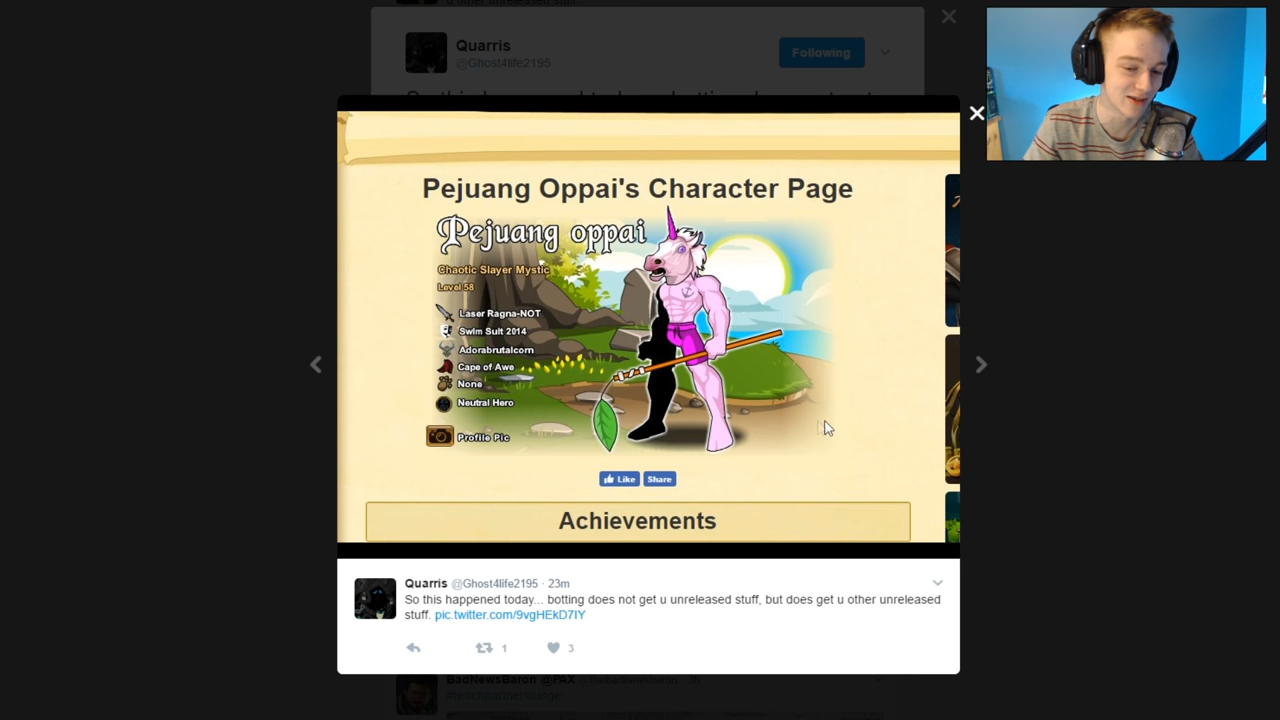 Quarris
@Ghost4life2195
Following
Pejuang Oppai's Character Page
Pejuang oppai
Chaotic Slayer Mystic
Level 58
Laser Ragna-NOT
Swim Suit 2014
Adorabrutalcorn
Cape of Awe
None
Neutral Hero
Profile Pic
Like Share
Achievements
Quarris @Ghost4life2195 · 23m
So this happened today... botting does not get u unreleased stuff, but does get u other unreleased
stuff. pic.twitter.com/9vgHEkD7IY
1 3
BadNewsBaron @PAX